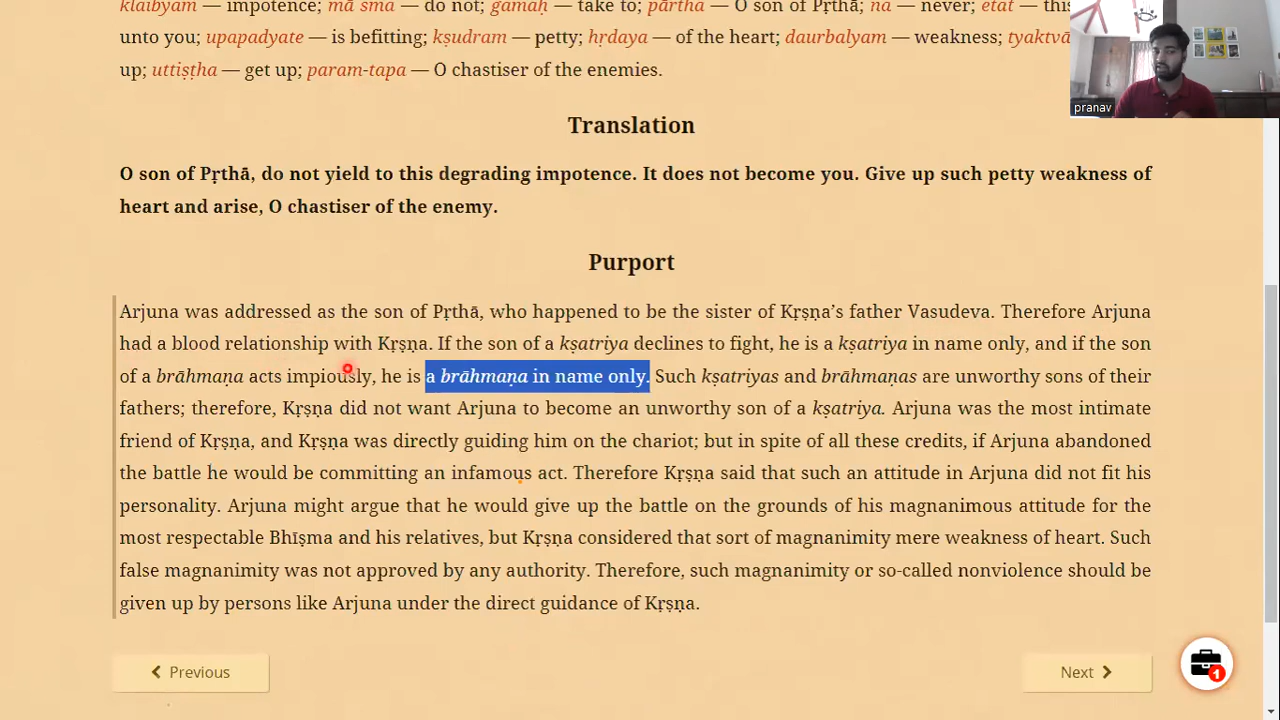 klaibyam — impotence; mā sma — do not; gamaḥ — take to; pārtha — O son of Pṛthā; na — never; etat — this
unto you; upapadyate — is befitting; kṣudram — petty; hṛdaya — of the heart; daurbalyam — weakness; tyaktvā
up; uttiṣṭha — get up; param-tapa — O chastiser of the enemies.
pranav
Translation
O son of Pṛthā, do not yield to this degrading impotence. It does not become you. Give up such petty weakness of
heart and arise, O chastiser of the enemy.
Purport
Arjuna was addressed as the son of Pṛthā, who happened to be the sister of Kṛṣṇa’s father Vasudeva. Therefore Arjuna
had a blood relationship with Kṛṣṇa. If the son of a kṣatriya declines to fight, he is a kṣatriya in name only, and if the son
of a brāhmaṇa acts impiously, he is a brāhmaṇa in name only. Such kṣatriyas and brāhmaṇas are unworthy sons of their
fathers; therefore, Kṛṣṇa did not want Arjuna to become an unworthy son of a kṣatriya. Arjuna was the most intimate
friend of Kṛṣṇa, and Kṛṣṇa was directly guiding him on the chariot; but in spite of all these credits, if Arjuna abandoned
the battle he would be committing an infamous act. Therefore Kṛṣṇa said that such an attitude in Arjuna did not fit his
personality. Arjuna might argue that he would give up the battle on the grounds of his magnanimous attitude for the
most respectable Bhīṣma and his relatives, but Kṛṣṇa considered that sort of magnanimity mere weakness of heart. Such
false magnanimity was not approved by any authority. Therefore, such magnanimity or so-called nonviolence should be
given up by persons like Arjuna under the direct guidance of Kṛṣṇa.
Previous
Next
1